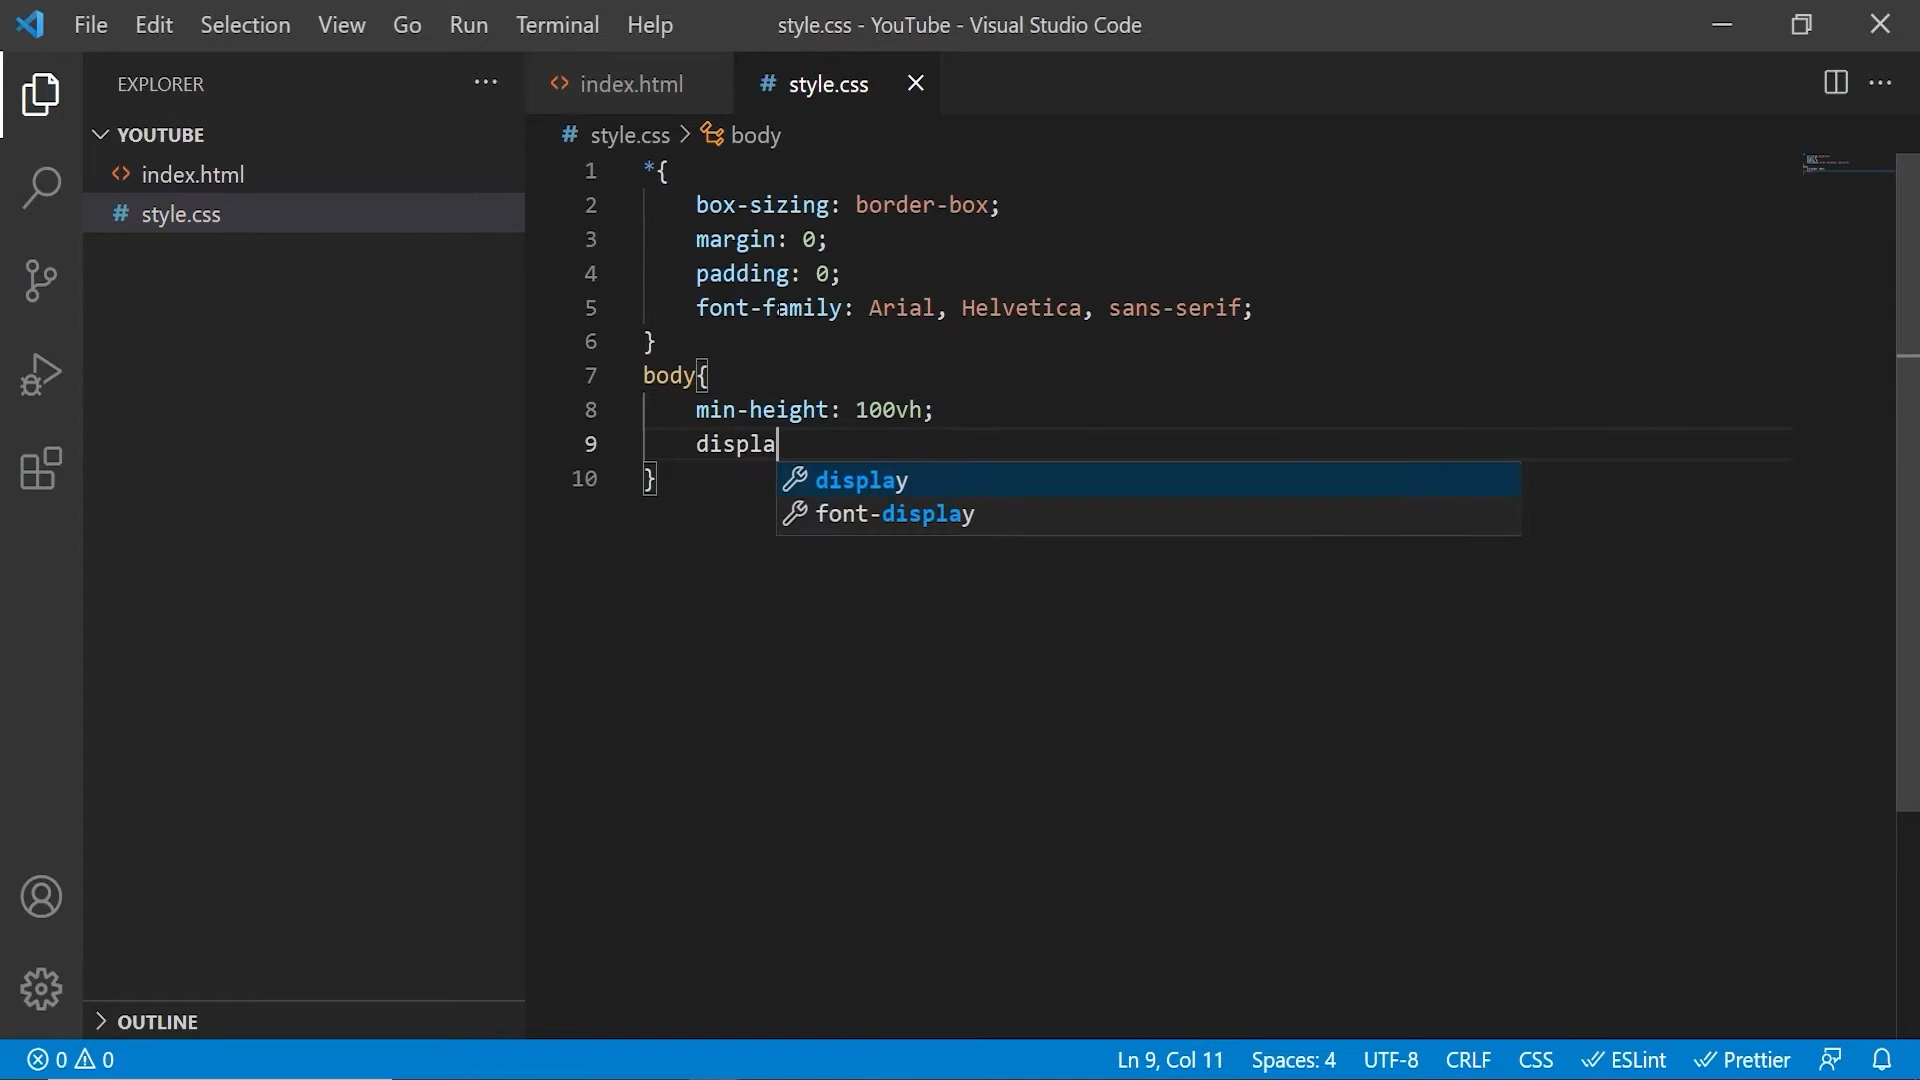 File Edit Selection View Go Run Terminal Help style.css - YouTube - Visual Studio Code
EXPLORER
YOUTUBE
index.html
style.css
OUTLINE
index.html # style.css
# style.css > body
1 *{
2 box-sizing: border-box;
3 margin: 0;
4 padding: 0;
5 font-family: Arial, Helvetica, sans-serif;
6 }
7 body{
8 min-height: 100vh;
9 displa
10 }
display
font-display
0 0 Ln 9, Col 11 Spaces: 4 UTF-8 CRLF CSS ESLint Prettier